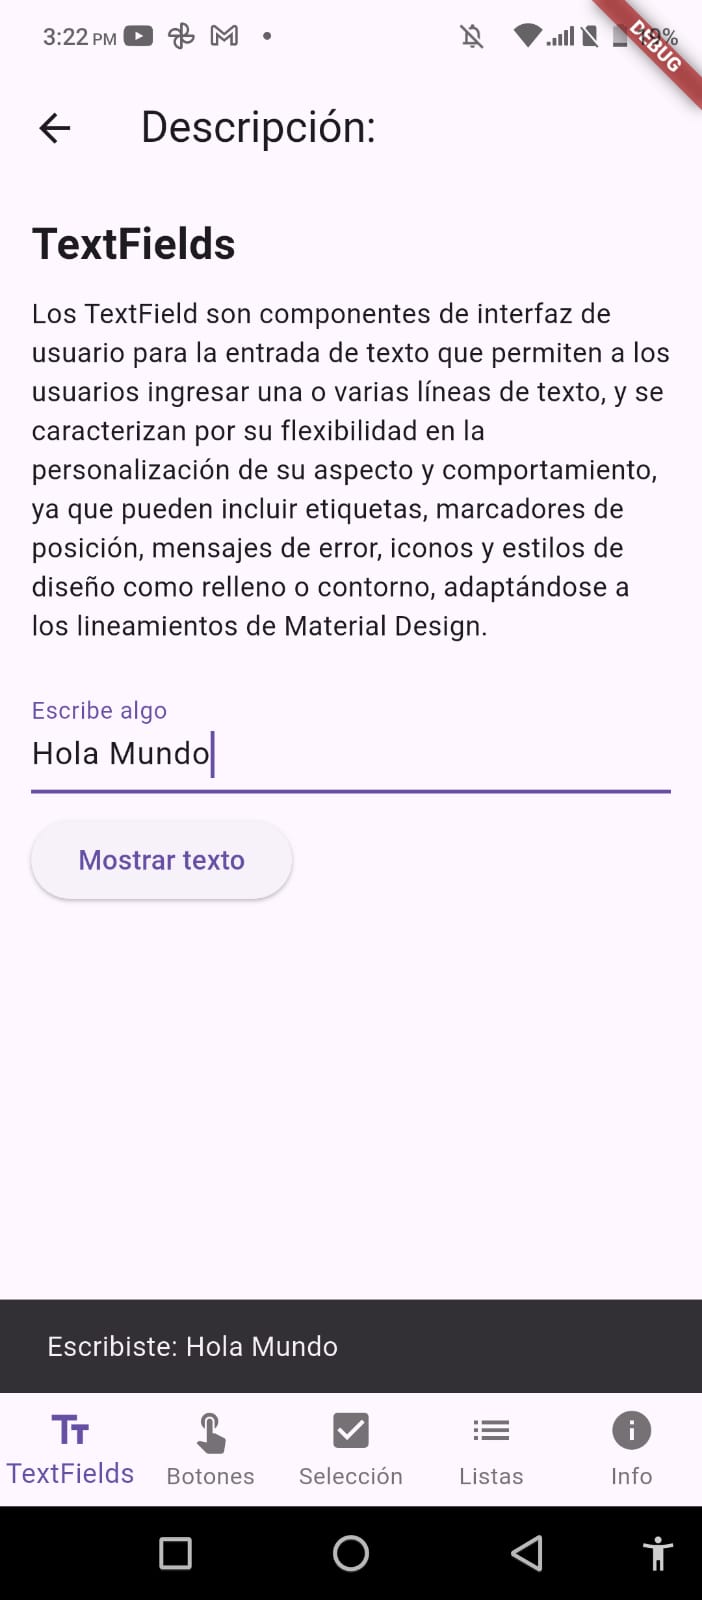 3:22 PM
DEBUG
Descripción:
TextFields
Los TextField son componentes de interfaz de
usuario para la entrada de texto que permiten a los
usuarios ingresar una o varias líneas de texto, y se
caracterizan por su flexibilidad en la
personalización de su aspecto y comportamiento,
ya que pueden incluir etiquetas, marcadores de
posición, mensajes de error, iconos y estilos de
diseño como relleno o contorno, adaptándose a
los lineamientos de Material Design.
Escribe algo
Hola Mundo
Mostrar texto
Escribiste: Hola Mundo
TextFields
Botones
Selección
Listas
Info